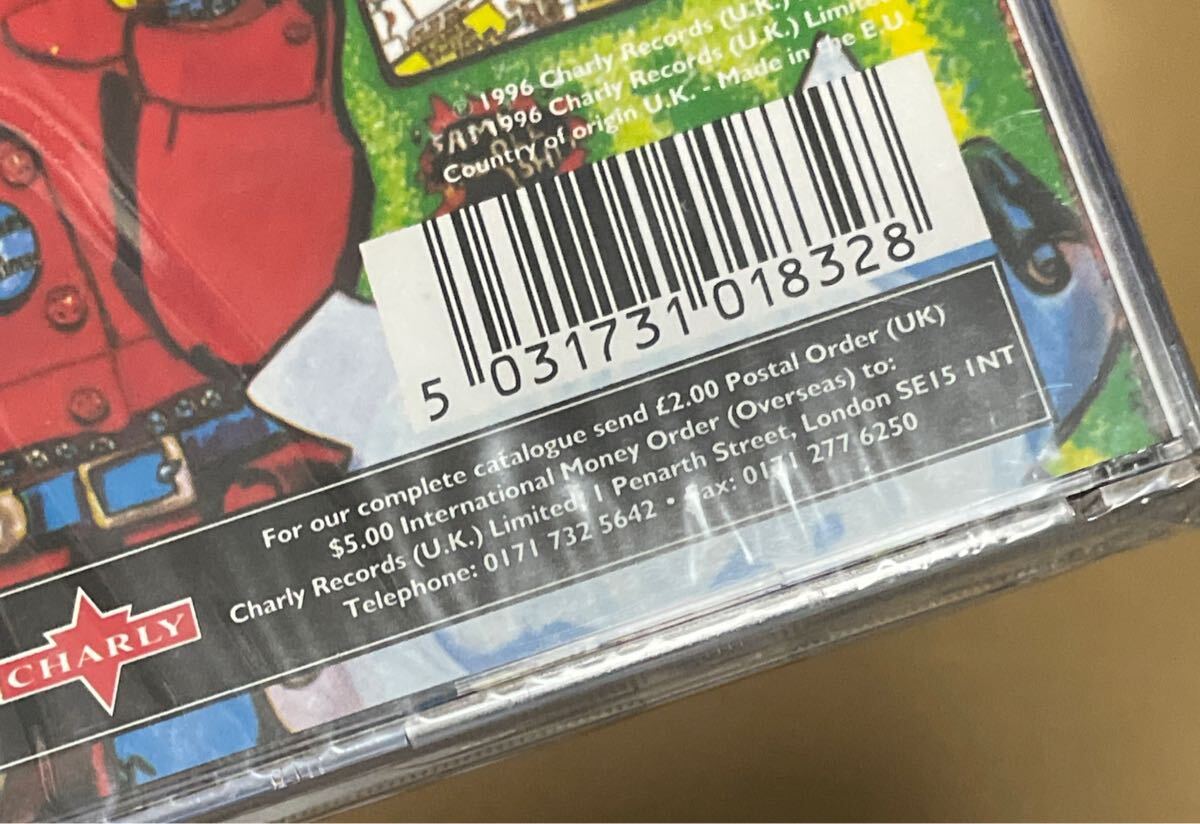 ℗ 1996 Charly Records (U.K.)
1996 Charly Records (U.K.) Limited
Country of origin U.K. - Made in the E.U.
SAM
5 031731 018328
For our complete catalogue send £2.00 Postal Order (UK)
$5.00 International Money Order (Overseas) to:
Charly Records (U.K.) Limited, 1 Penarth Street, London SE15 1NT
Telephone: 0171 732 5642 • Fax: 0171 277 6250
CHARLY